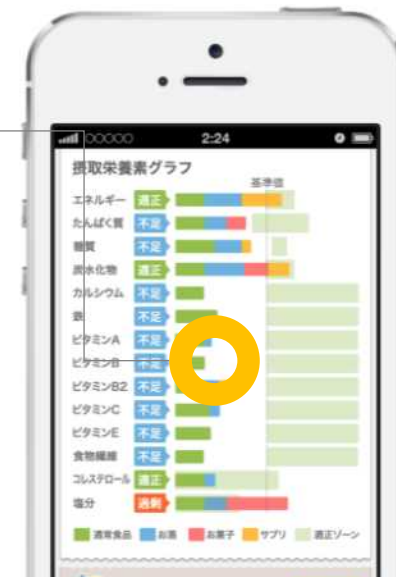 2:24
摂取栄養素グラフ
基準値
エネルギー 適正
たんぱく質 不足
糖質 不足
炭水化物 適正
カルシウム 不足
鉄 不足
ビタミンA 不足
ビタミンB 不足
ビタミンB2 不足
ビタミンC 不足
ビタミンE 不足
食物繊維 不足
コレステロール 適正
塩分 過剰
通常食品 お酒 お菓子 サプリ 適正ゾーン